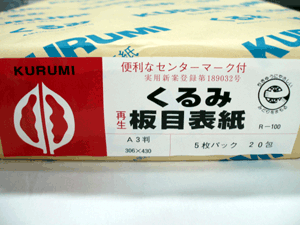 KURUMI
紙
KURUMI
便利なセンターマーク付
実用新案登録第189032号
くるみ
再生
板目表紙
R-100
A3判
306×430
5枚パック 20包